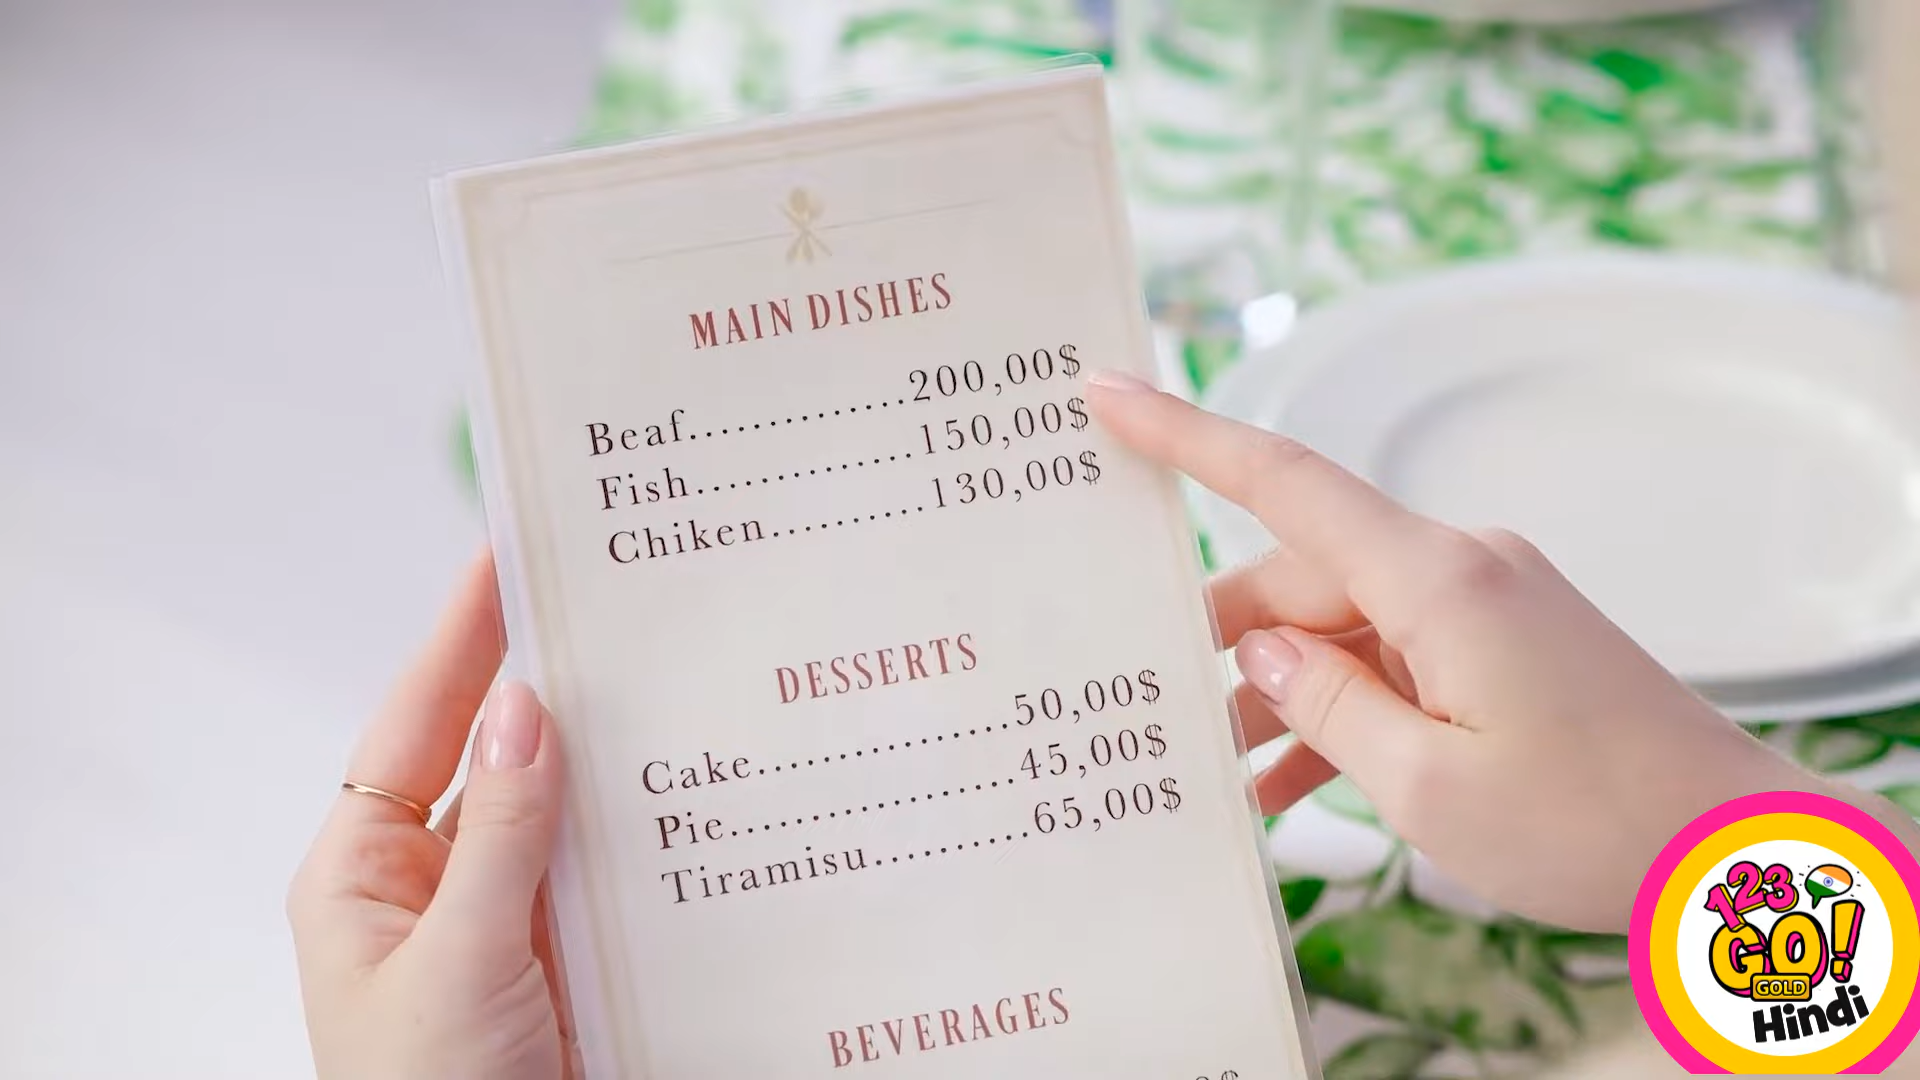 MAIN DISHES
Beaf.............200,00$
Fish.............150,00$
Chiken..........130,00$
DESSERTS
Cake................50,00$
Pie..................45,00$
Tiramisu..........65,00$
BEVERAGES
123
GO!
GOLD
Hindi